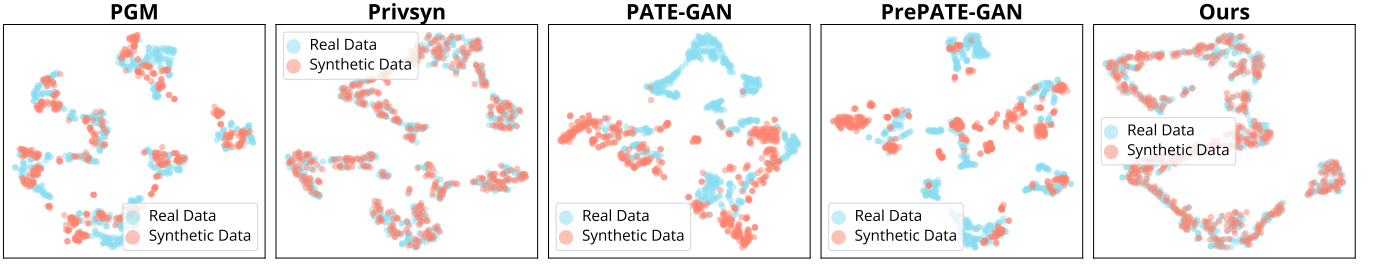 PGM
Real Data
Synthetic Data
Privsyn
Real Data
Synthetic Data
PATE-GAN
Real Data
Synthetic Data
PrePATE-GAN
Real Data
Synthetic Data
Ours
Real Data
Synthetic Data